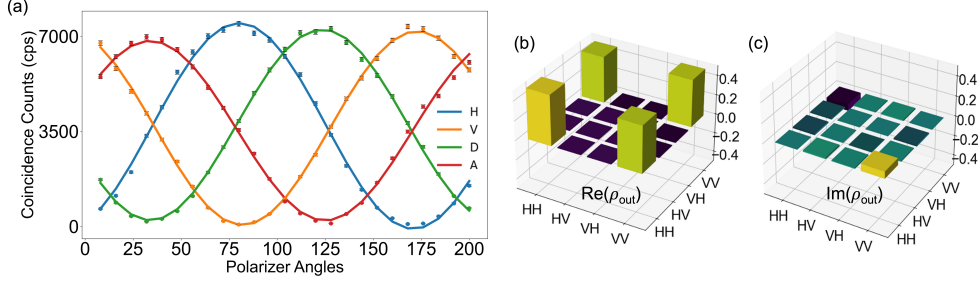 (a)
Coincidence Counts (cps)
7000
3500
0
0 25 50 75 100 125 150 175 200
Polarizer Angles
H
V
D
A
(b)
0.4
0.2
0.0
−0.2
−0.4
Re(ρout)
HH HV VH VV
HH HV VH VV
(c)
0.4
0.2
0.0
−0.2
−0.4
Im(ρout)
HH HV VH VV
HH HV VH VV